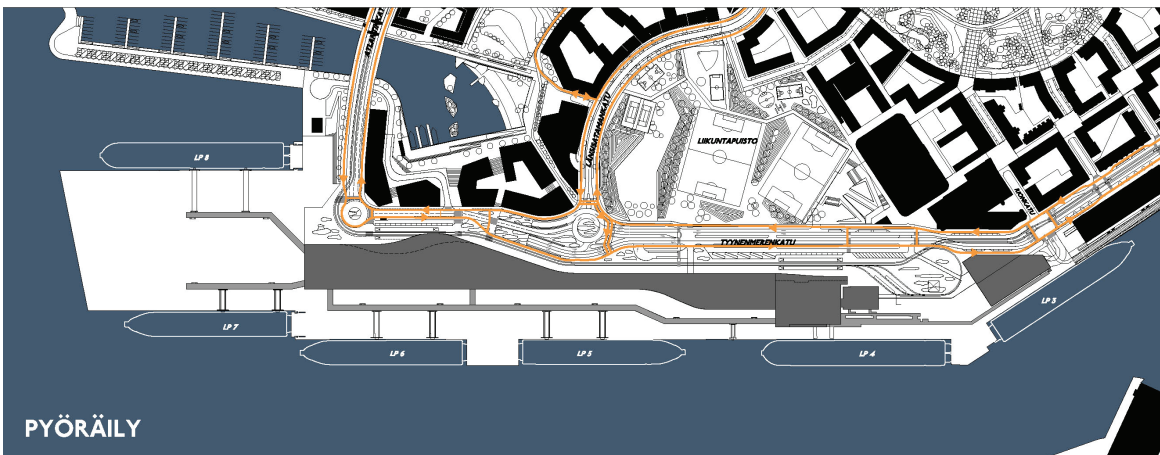 LÄNSISATAMANKATU
LIIKUNTAPUISTO
LP 8
TYYNENMERENKATU
LP 3
LP 7
LP 6
LP 5
LP 4
PYÖRÄILY